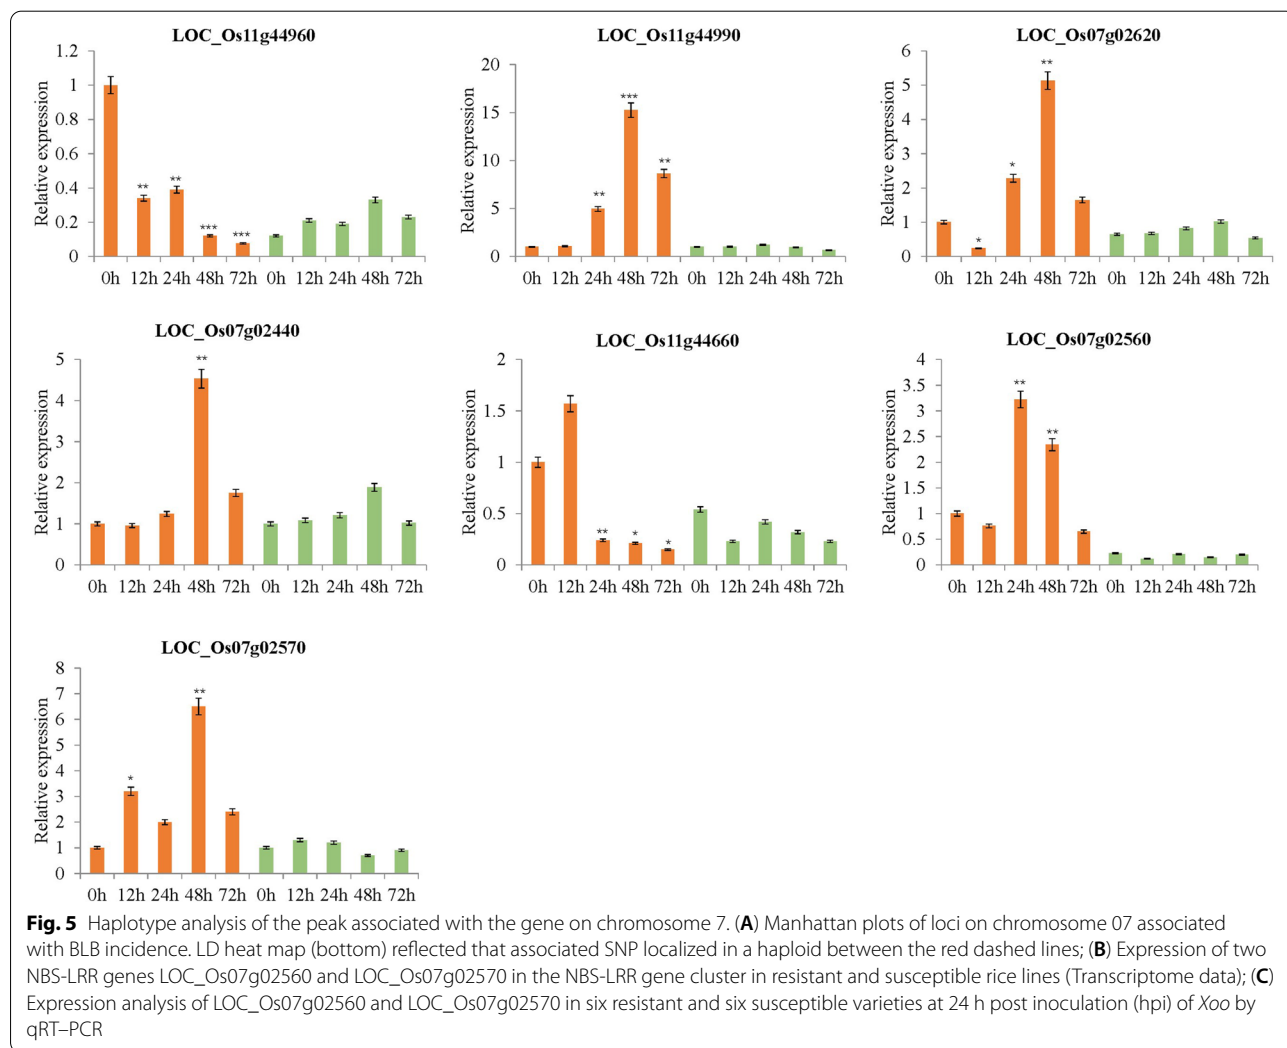 LOC_Os11g44960
Relative expression
1.2
1
0.8
0.6
0.4
0.2
0
** ** *** ***
0h 12h 24h 48h 72h 0h 12h 24h 48h 72h
LOC_Os11g44990
Relative expression
20
15
10
5
0
** *** **
0h 12h 24h 48h 72h 0h 12h 24h 48h 72h
LOC_Os07g02620
Relative expression
6
5
4
3
2
1
0
* * **
0h 12h 24h 48h 72h 0h 12h 24h 48h 72h
LOC_Os07g02440
Relative expression
5
4
3
2
1
0
**
0h 12h 24h 48h 72h 0h 12h 24h 48h 72h
LOC_Os11g44660
Relative expression
2
1.5
1
0.5
0
** * *
0h 12h 24h 48h 72h 0h 12h 24h 48h 72h
LOC_Os07g02560
Relative expression
4
3.5
3
2.5
2
1
0.5
0
** **
0h 12h 24h 48h 72h 0h 12h 24h 48h 72h
LOC_Os07g02570
Relative expression
8
7
6
5
4
3
2
1
0
* **
0h 12h 24h 48h 72h 0h 12h 24h 48h 72h
Fig. 5 Haplotype analysis of the peak associated with the gene on chromosome 7. (A) Manhattan plots of loci on chromosome 07 associated
with BLB incidence. LD heat map (bottom) reflected that associated SNP localized in a haploid between the red dashed lines; (B) Expression of two
NBS-LRR genes LOC_Os07g02560 and LOC_Os07g02570 in the NBS-LRR gene cluster in resistant and susceptible rice lines (Transcriptome data); (C)
Expression analysis of LOC_Os07g02560 and LOC_Os07g02570 in six resistant and six susceptible varieties at 24 h post inoculation (hpi) of Xoo by
qRT–PCR